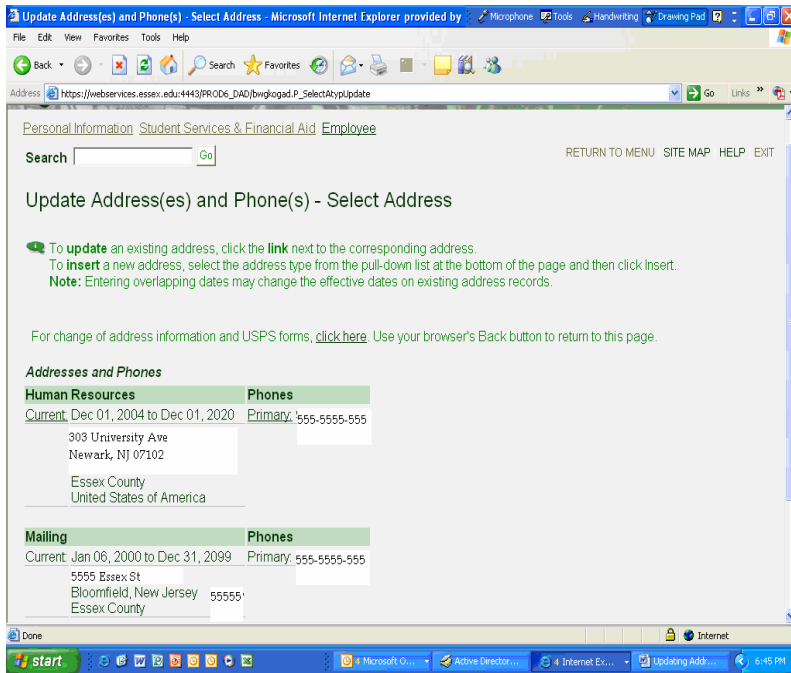 Update Address(es) and Phone(s) - Select Address - Microsoft Internet Explorer provided by Microphone Tools Handwriting Drawing Pad
File Edit View Favorites Tools Help
Back Search Favorites
Address https://webservices.essex.edu:4443/PROD6_DAD/bwgkogad.P_SelectAtypUpdate Go Links »
Personal Information Student Services & Financial Aid Employee
Search Go RETURN TO MENU SITE MAP HELP EXIT
Update Address(es) and Phone(s) - Select Address
To update an existing address, click the link next to the corresponding address.
To insert a new address, select the address type from the pull-down list at the bottom of the page and then click Insert.
Note: Entering overlapping dates may change the effective dates on existing address records.
For change of address information and USPS forms, click here. Use your browser's Back button to return to this page.
Addresses and Phones
Human Resources Phones
Current: Dec 01, 2004 to Dec 01, 2020 Primary: 555-5555-555
303 University Ave
Newark, NJ 07102
Essex County
United States of America
Mailing Phones
Current: Jan 06, 2000 to Dec 31, 2099 Primary: 555-5555-555
5555 Essex St
Bloomfield, New Jersey 55555
Essex County
Done Internet
start 4 Microsoft O... Active Director... 4 Internet Ex... Updating Addr... 6:45 PM